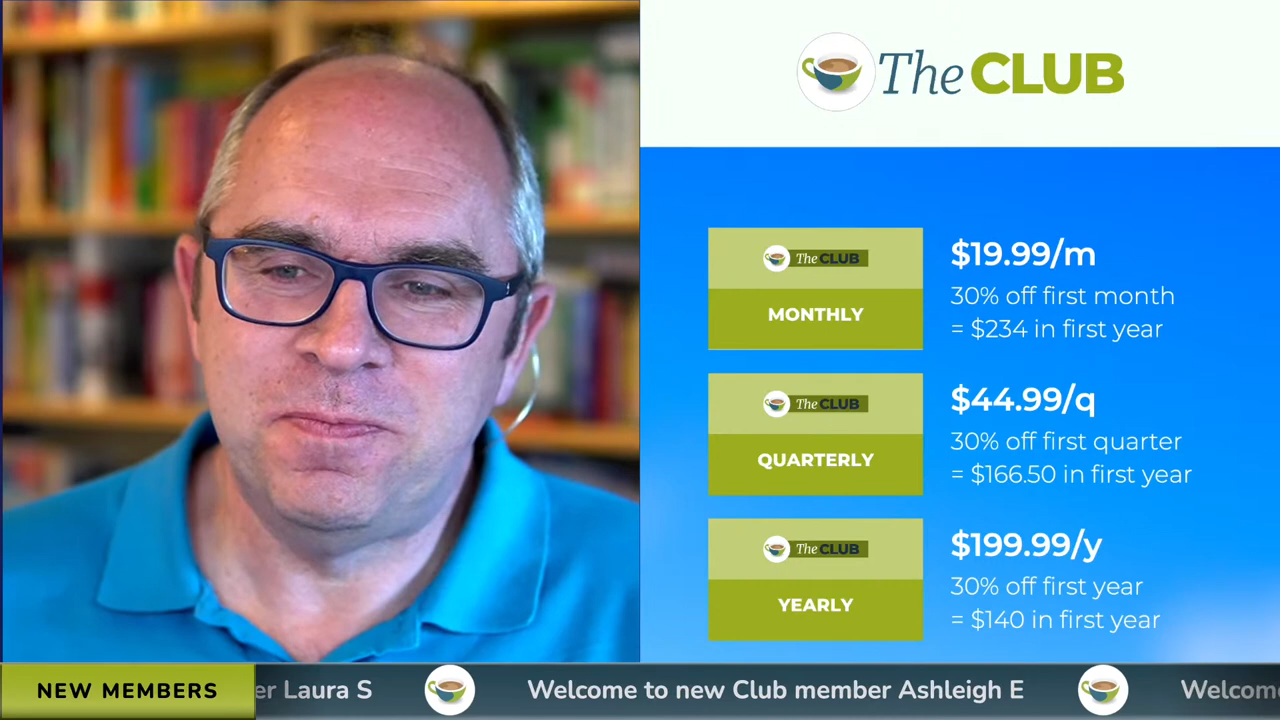 The CLUB
The CLUB
MONTHLY
$19.99/m
30% off first month
= $234 in first year
The CLUB
QUARTERLY
$44.99/q
30% off first quarter
= $166.50 in first year
The CLUB
YEARLY
$199.99/y
30% off first year
= $140 in first year
NEW MEMBERS
er Laura S
Welcome to new Club member Ashleigh E
Welcome